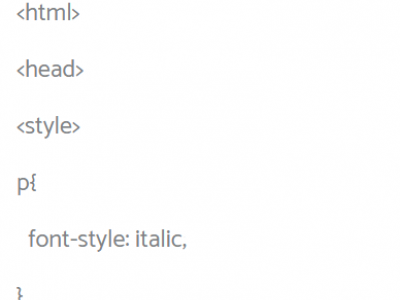 <html>
<head>
<style>
p{
font-style: italic,
}